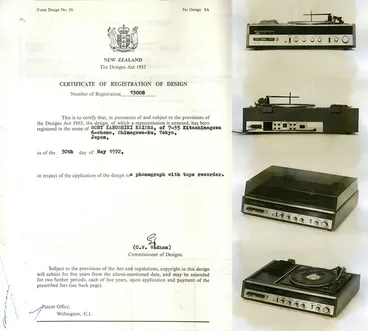 Form Design No. 10.
Pat Design 8A
NEW ZEALAND
The Designs Act 1953
CERTIFICATE OF REGISTRATION OF DESIGN
Number of Registration 13008
This is to certify that, in pursuance of and subject to the provisions of
the Designs Act 1953, the design, of which a representation is annexed, has been
registered in the name of SONY KABUSHIKI KAISHA, of 7-35 Kitashinagawa
6-chome, Shinagawa-ku, Tokyo,
Japan,
as of the 30th day of May 1972,
in respect of the application of the design to a phonograph with tape recorder.
Commissioner of Designs.
Subject to the provisions of the Act and regulations, copyright in this design
will subsist for five years from the above-mentioned date, and may be extended
for two further periods, each of five years, upon application and payment of the
prescribed fees (see back page).
Patent Office,
Wellington, C.1.